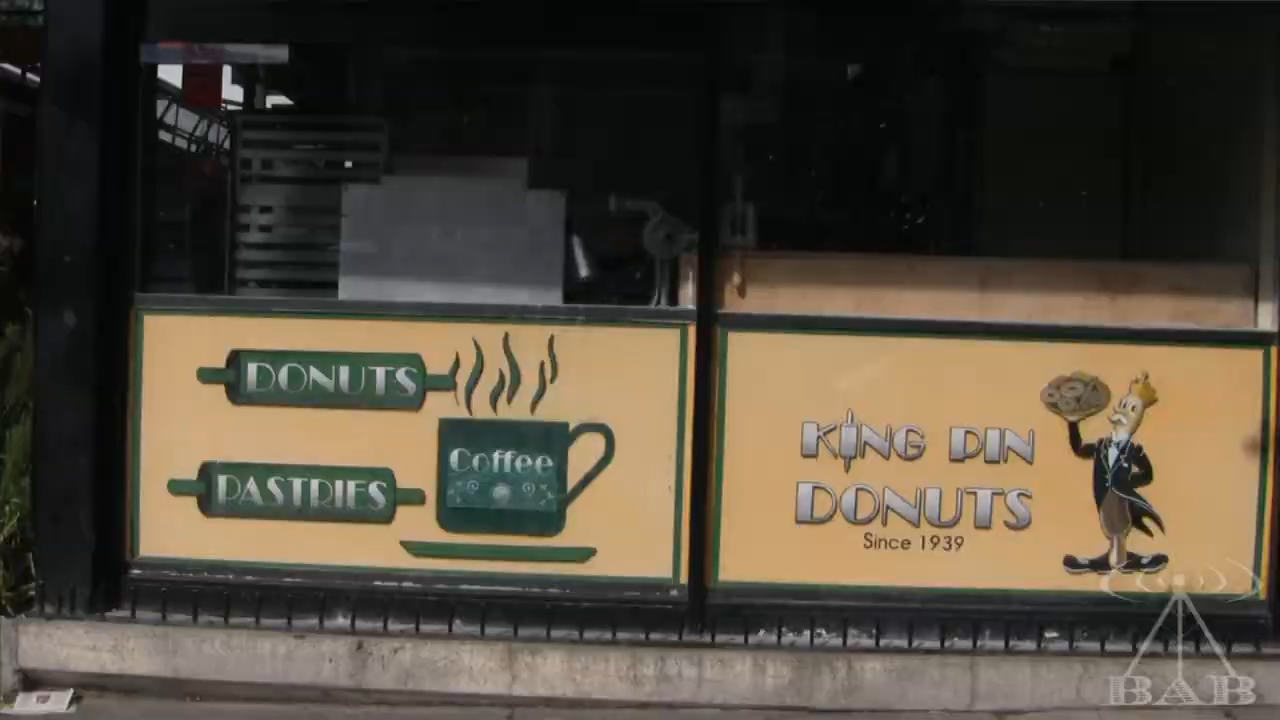 DONUTS
PASTRIES
Coffee
KING PIN
DONUTS
Since 1939
BAB